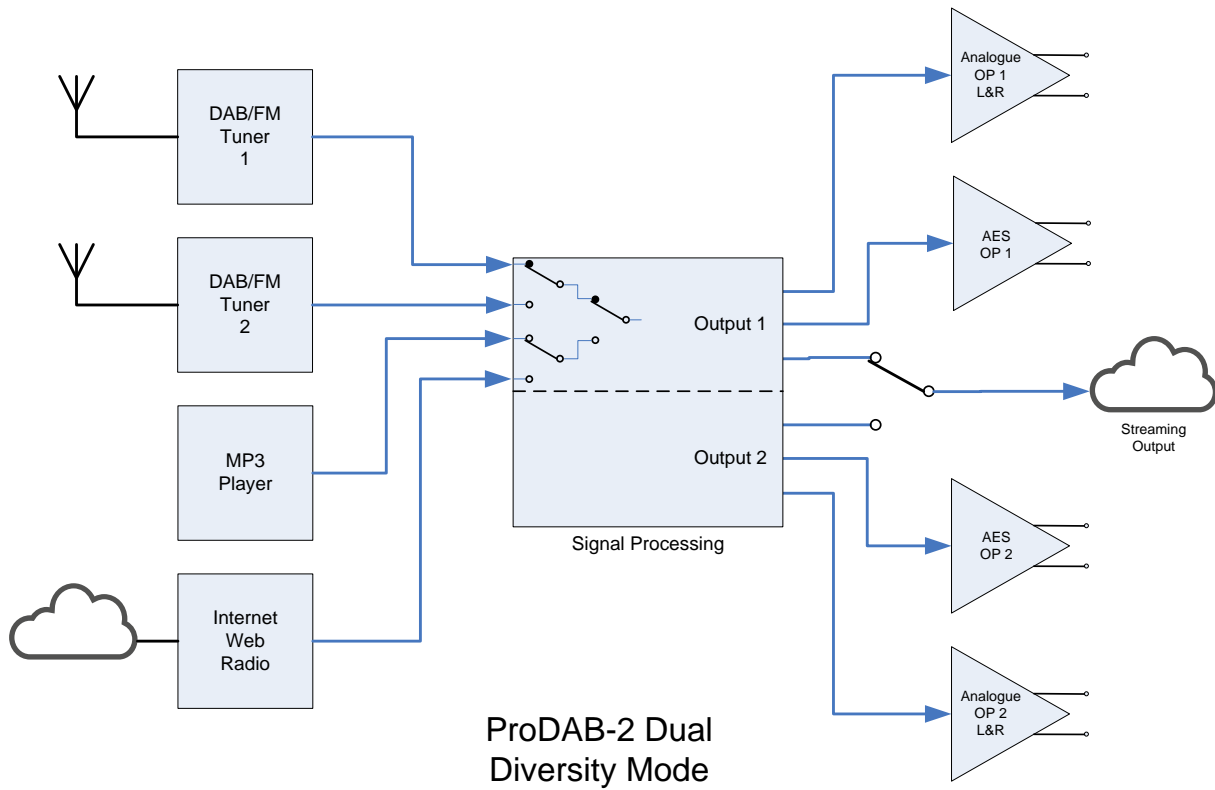 DAB/FM
Tuner
1
DAB/FM
Tuner
2
MP3
Player
Internet
Web
Radio
Output 1
Output 2
Signal Processing
Analogue
OP 1
L&R
AES
OP 1
Streaming
Output
AES
OP 2
Analogue
OP 2
L&R
ProDAB-2 Dual
Diversity Mode